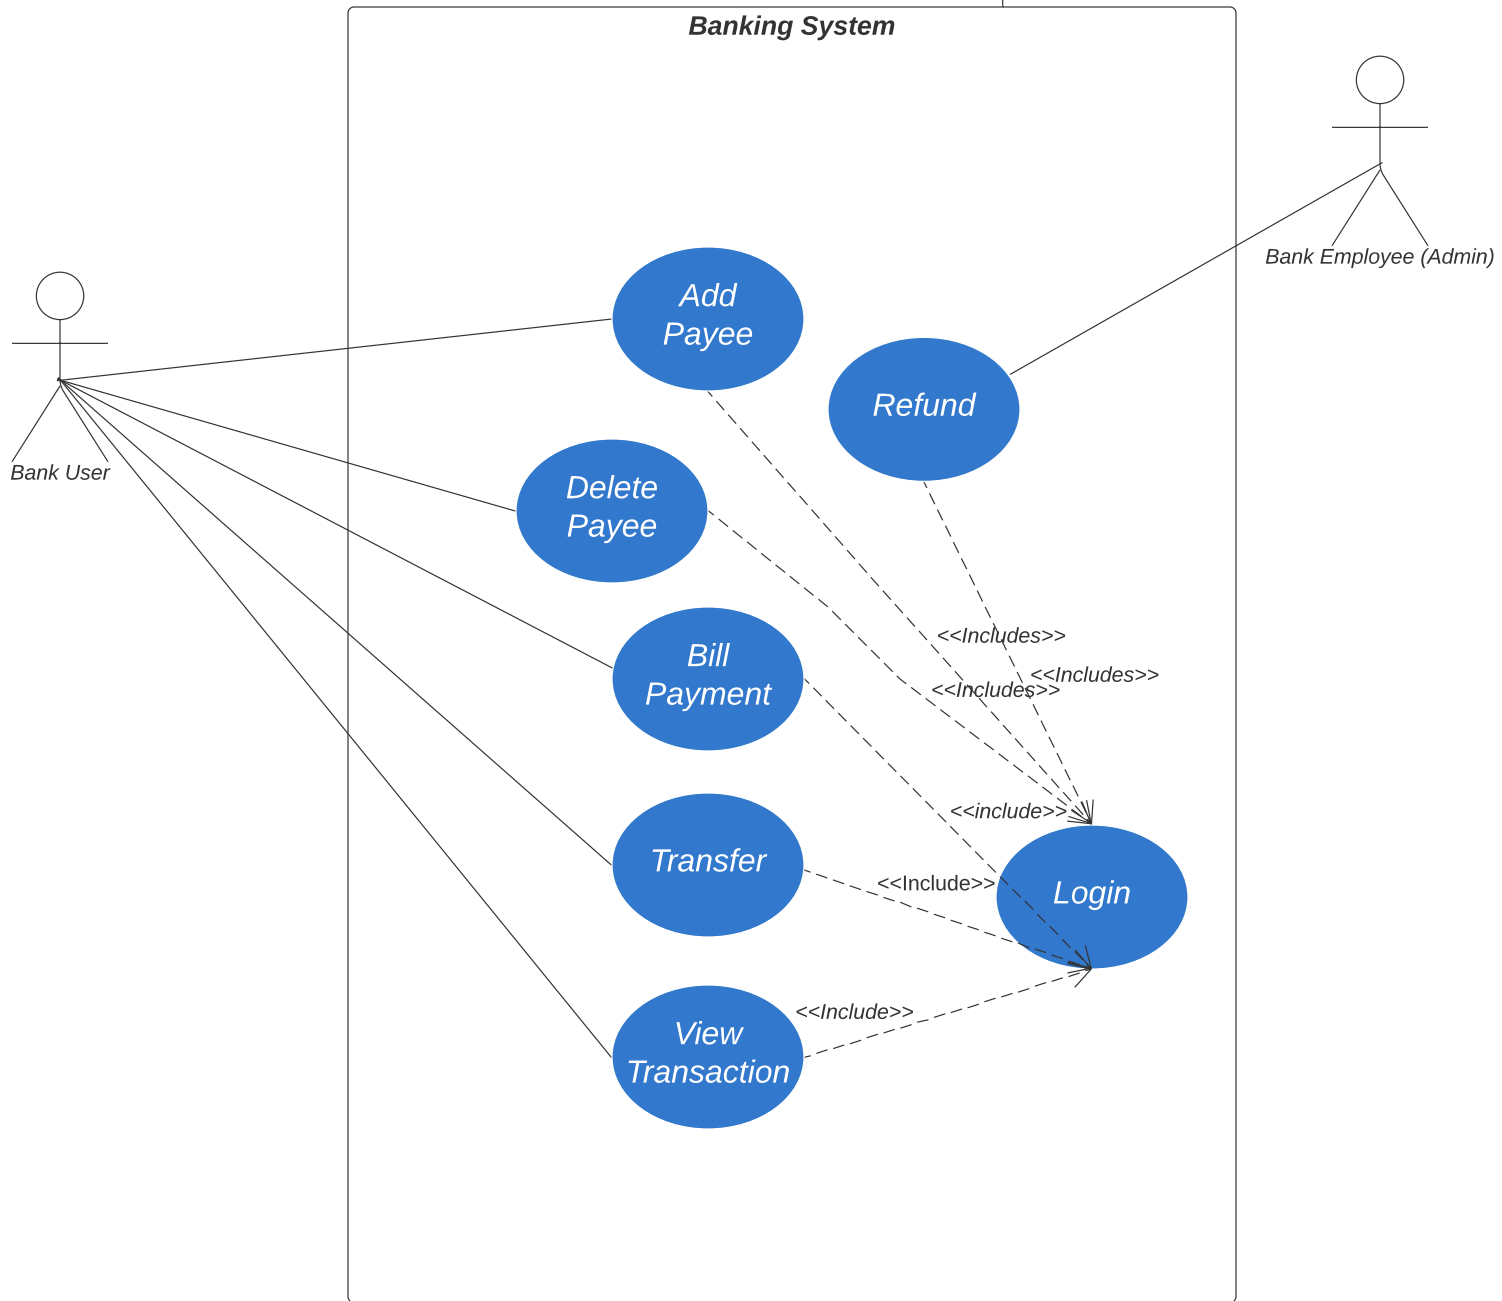 Banking System
Bank Employee (Admin)
Add
Payee
Refund
Bank User
Delete
Payee
<<Includes>>
Bill
Payment
<<Includes>>
<<Includes>>
<<include>>
Transfer
<<Include>>
Login
<<Include>>
View
Transaction